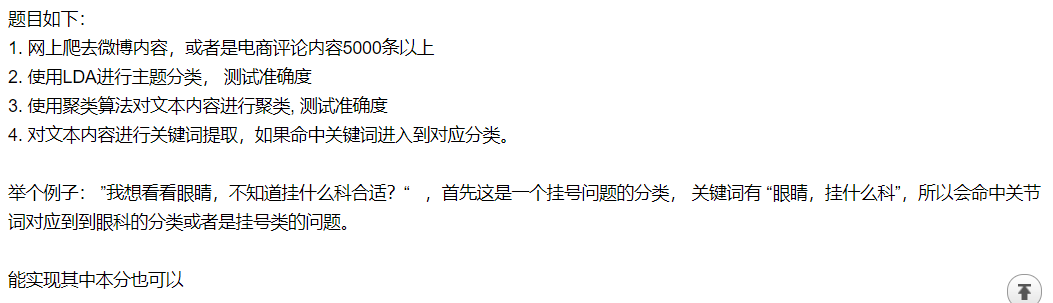 题目如下：
1. 网上爬去微博内容，或者是电商评论内容5000条以上
2. 使用LDA进行主题分类， 测试准确度
3. 使用聚类算法对文本内容进行聚类, 测试准确度
4. 对文本内容进行关键词提取，如果命中关键词进入到对应分类。
举个例子： ”我想看看眼睛，不知道挂什么科合适？“ ，首先这是一个挂号问题的分类， 关键词有 “眼睛，挂什么科”，所以会命中关节
词对应到到眼科的分类或者是挂号类的问题。
能实现其中本分也可以